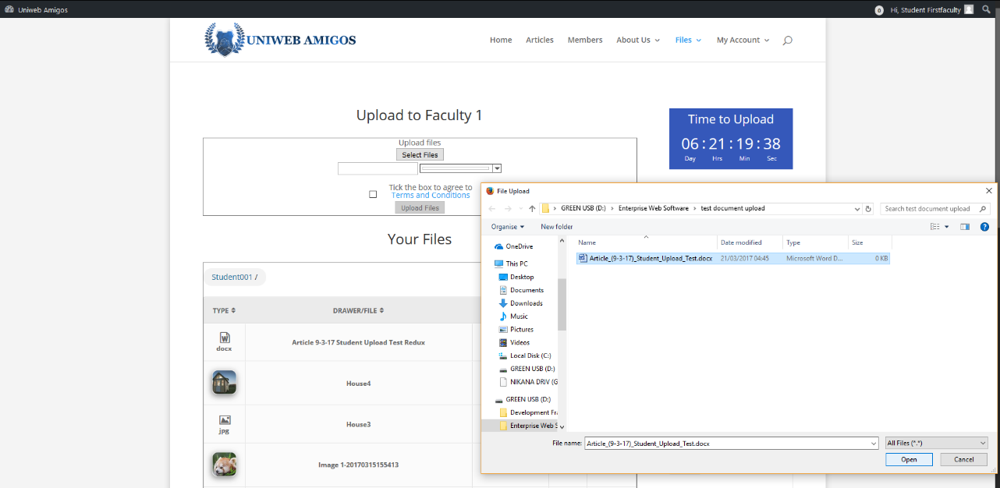 Uniweb Amigos
0 Hi, Student Firstfaculty
UNIWEB AMIGOS
Home Articles Members About Us Files My Account
Upload to Faculty 1
Upload files
Select Files
Tick the box to agree to
Terms and Conditions
Upload Files
Time to Upload
06 : 21 : 19 : 38
Day Hrs Min Sec
Your Files
Student001 /
TYPE DRAWER/FILE
docx Article 9-3-17 Student Upload Test Redux
House4
jpg House3
Image 1-20170315155413
File Upload
GREEN USB (D:) > Enterprise Web Software > test document upload
Search test document upload
Organise New folder
Name Date modified Type Size
Article_(9-3-17)_Student_Upload_Test.docx 21/03/2017 04:45 Microsoft Word D... 0 KB
OneDrive
This PC
Desktop
Documents
Downloads
Music
Pictures
Videos
Local Disk (C:)
GREEN USB (D:)
NIKANA DRIV (G
GREEN USB (D:)
Development Fra
Enterprise Web S
File name: Article_(9-3-17)_Student_Upload_Test.docx All Files (*.*)
Open Cancel